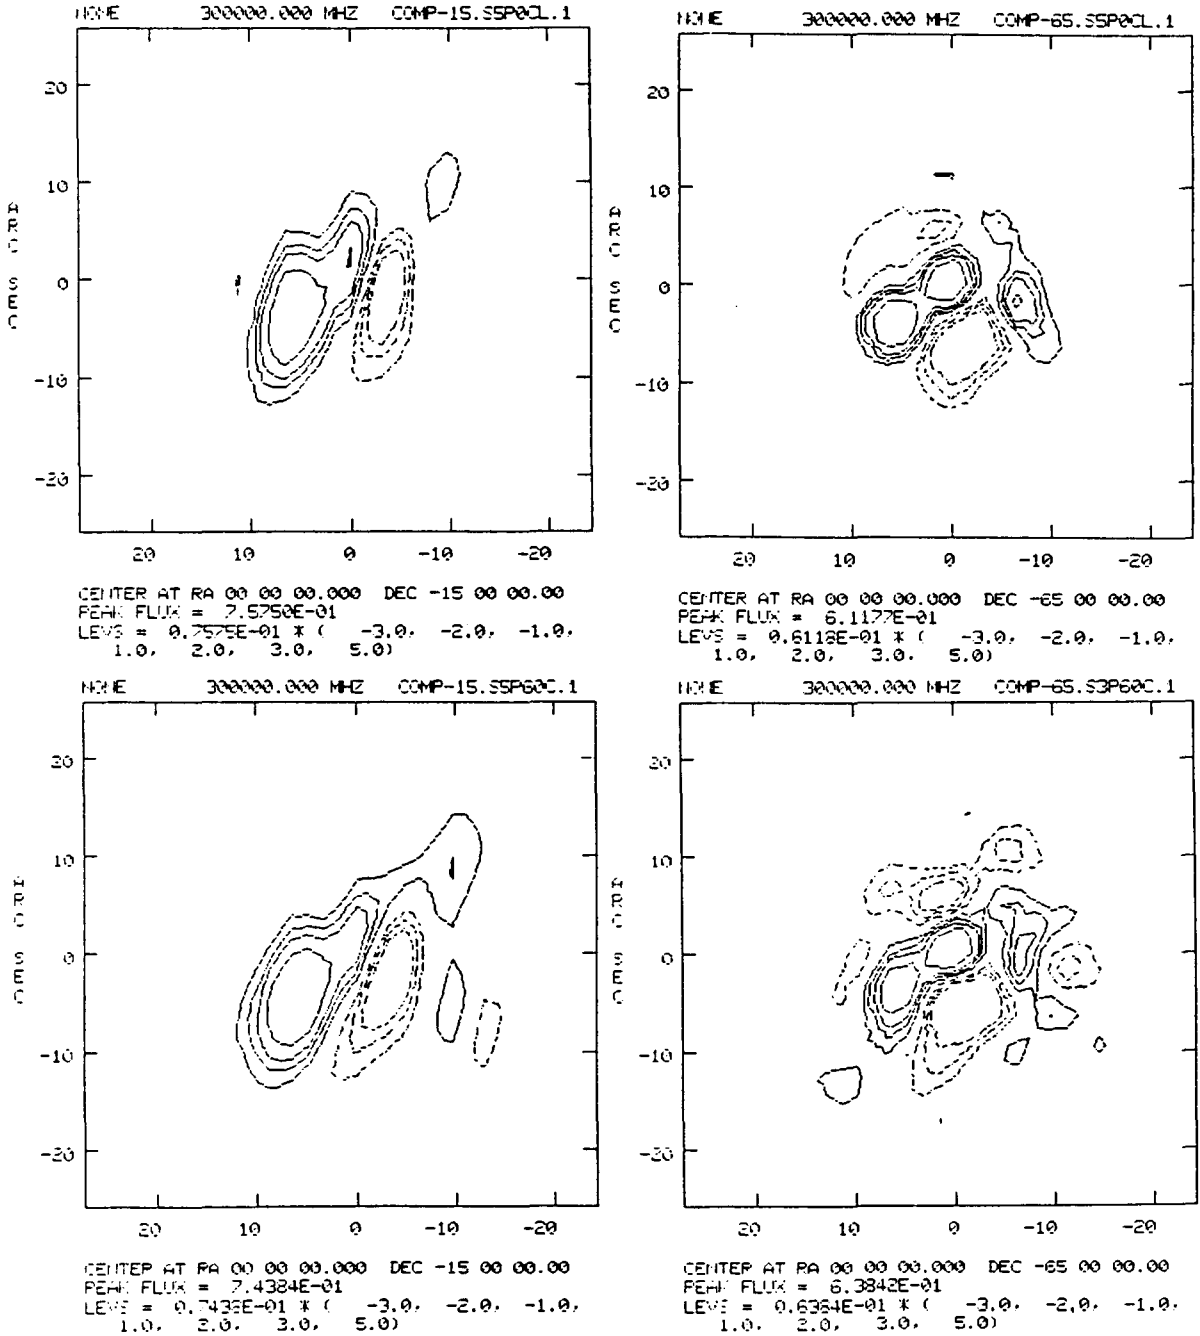 NONE 300000.000 MHZ COMP-15.S5P0CL.1
20
10
0
-10
-20
ARC SEC
20 10 0 -10 -20
CENTER AT RA 00 00 00.000 DEC -15 00 00.00
PEAK FLUX = 7.5750E-01
LEVS = 0.7575E-01 * ( -3.0, -2.0, -1.0,
1.0, 2.0, 3.0, 5.0)
NONE 300000.000 MHZ COMP-65.S5P0CL.1
20
10
0
-10
-20
ARC SEC
20 10 0 -10 -20
CENTER AT RA 00 00 00.000 DEC -65 00 00.00
PEAK FLUX = 6.1177E-01
LEVS = 0.6118E-01 * ( -3.0, -2.0, -1.0,
1.0, 2.0, 3.0, 5.0)
NONE 300000.000 MHZ COMP-15.S5P60C.1
20
10
0
-10
-20
ARC SEC
20 10 0 -10 -20
CENTER AT RA 00 00 00.000 DEC -15 00 00.00
PEAK FLUX = 7.4384E-01
LEVS = 0.7438E-01 * ( -3.0, -2.0, -1.0,
1.0, 2.0, 3.0, 5.0)
NONE 300000.000 MHZ COMP-65.S3P60C.1
20
10
0
-10
-20
ARC SEC
20 10 0 -10 -20
CENTER AT RA 00 00 00.000 DEC -65 00 00.00
PEAK FLUX = 6.3842E-01
LEVS = 0.6384E-01 * ( -3.0, -2.0, -1.0,
1.0, 2.0, 3.0, 5.0)